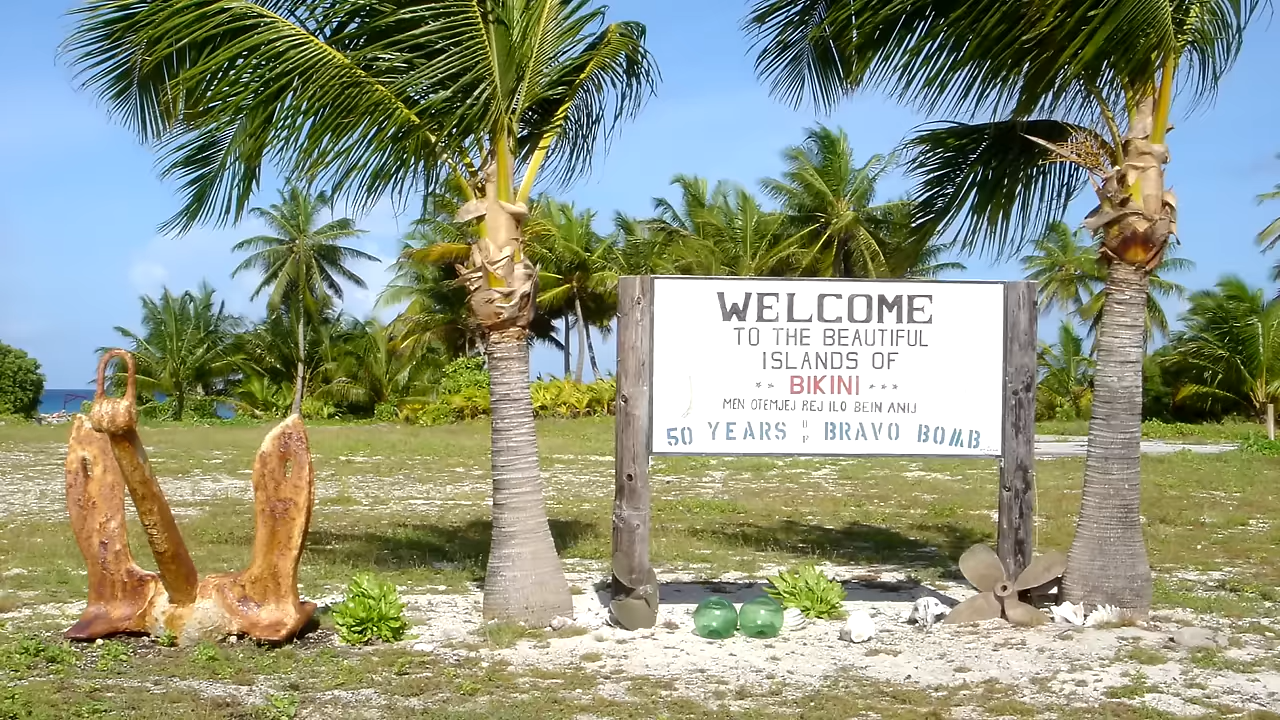 WELCOME
TO THE BEAUTIFUL
ISLANDS OF
** BIKINI ***
MEN OTEMJEJ REJ ILO BEIN ANIJ
50 YEARS BRAVO BOMB